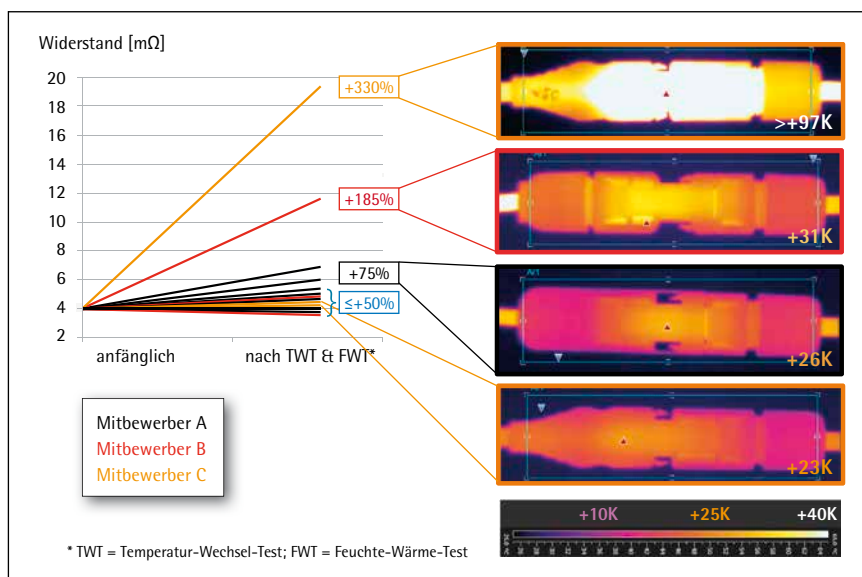 Widerstand [mΩ]
20
18
16
14
12
10
8
6
4
2
anfänglich
nach TWT & FWT*
+330%
+185%
+75%
≤+50%
>+97K
+31K
+26K
+23K
Mitbewerber A
Mitbewerber B
Mitbewerber C
+10K
+25K
+40K
* TWT = Temperatur-Wechsel-Test; FWT = Feuchte-Wärme-Test